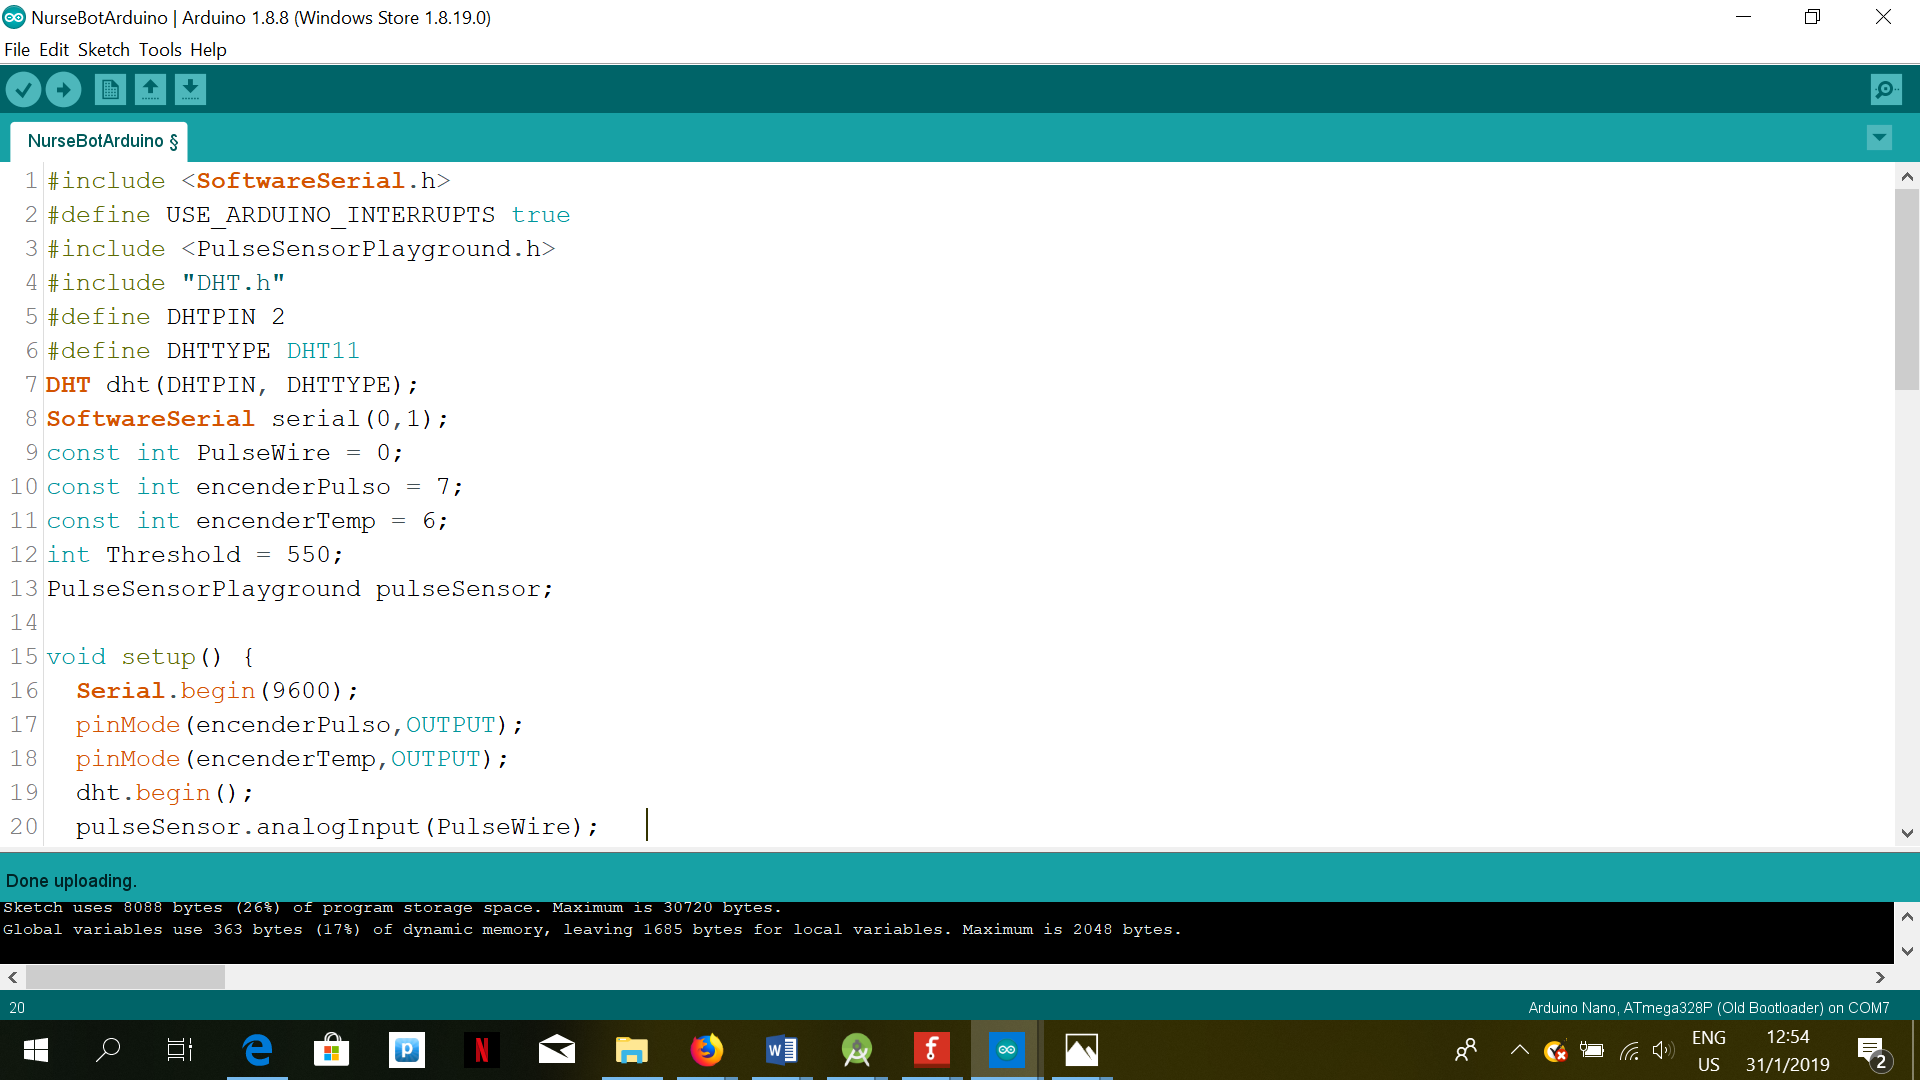 NurseBotArduino | Arduino 1.8.8 (Windows Store 1.8.19.0)
File Edit Sketch Tools Help
NurseBotArduino §
1 #include <SoftwareSerial.h>
2 #define USE_ARDUINO_INTERRUPTS true
3 #include <PulseSensorPlayground.h>
4 #include "DHT.h"
5 #define DHTPIN 2
6 #define DHTTYPE DHT11
7 DHT dht(DHTPIN, DHTTYPE);
8 SoftwareSerial serial(0,1);
9 const int PulseWire = 0;
10 const int encenderPulso = 7;
11 const int encenderTemp = 6;
12 int Threshold = 550;
13 PulseSensorPlayground pulseSensor;
14
15 void setup() {
16   Serial.begin(9600);
17   pinMode(encenderPulso,OUTPUT);
18   pinMode(encenderTemp,OUTPUT);
19   dht.begin();
20   pulseSensor.analogInput(PulseWire);
Done uploading.
Sketch uses 8088 bytes (26%) of program storage space. Maximum is 30720 bytes.
Global variables use 363 bytes (17%) of dynamic memory, leaving 1685 bytes for local variables. Maximum is 2048 bytes.
20 Arduino Nano, ATmega328P (Old Bootloader) on COM7
ENG 12:54
US 31/1/2019 2